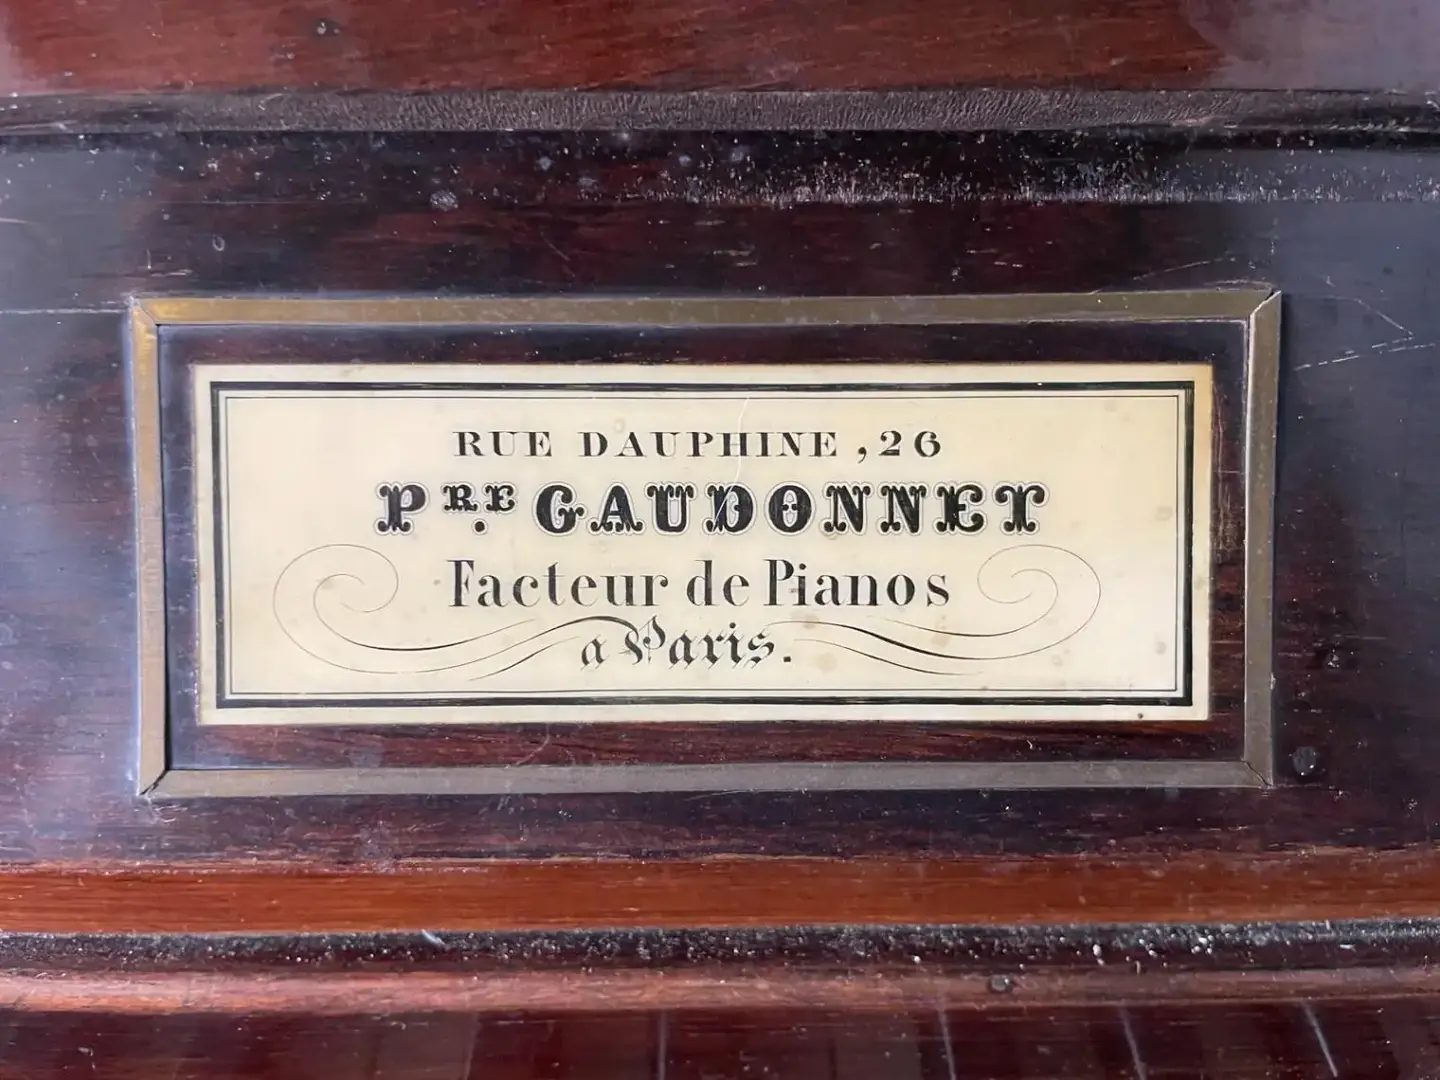 RUE DAUPHINE, 26
PRE. GAUDONNET
Facteur de Pianos
a Paris.